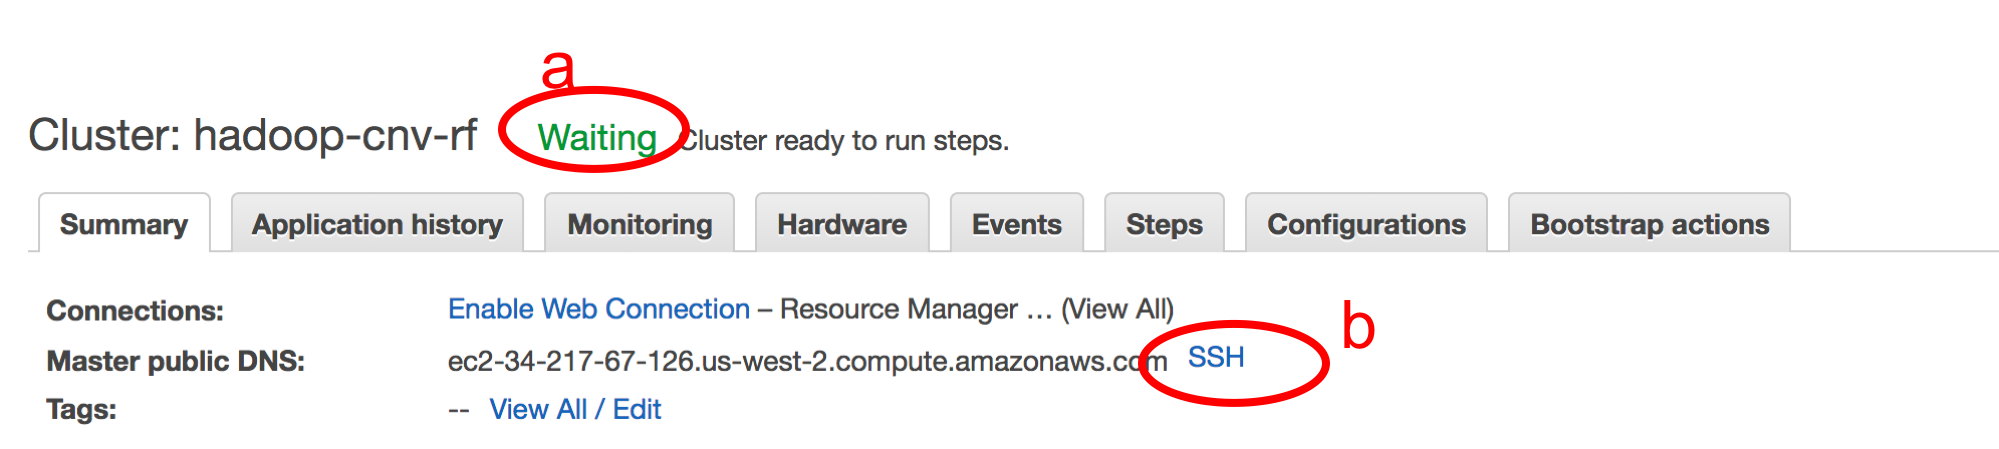 a
Cluster: hadoop-cnv-rf Waiting Cluster ready to run steps.
Summary Application history Monitoring Hardware Events Steps Configurations Bootstrap actions
Connections: Enable Web Connection – Resource Manager … (View All)
b
Master public DNS: ec2-34-217-67-126.us-west-2.compute.amazonaws.com SSH
Tags: -- View All / Edit